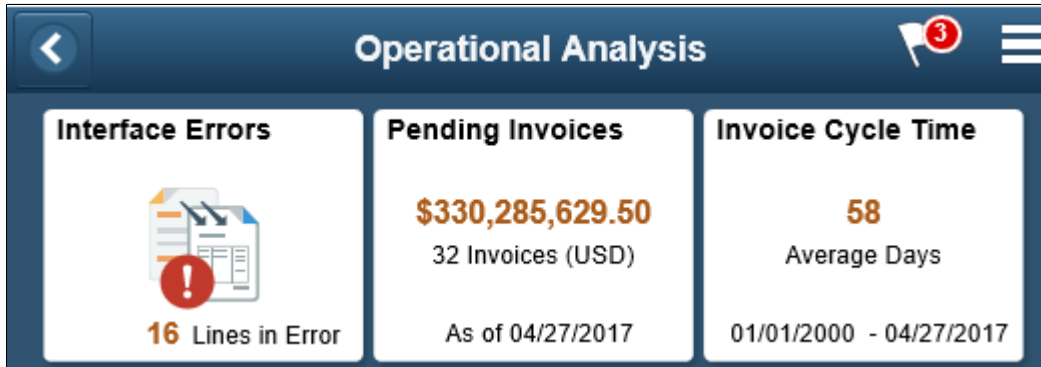 Operational Analysis
3
Interface Errors
16 Lines in Error
Pending Invoices
$330,285,629.50
32 Invoices (USD)
As of 04/27/2017
Invoice Cycle Time
58
Average Days
01/01/2000 - 04/27/2017